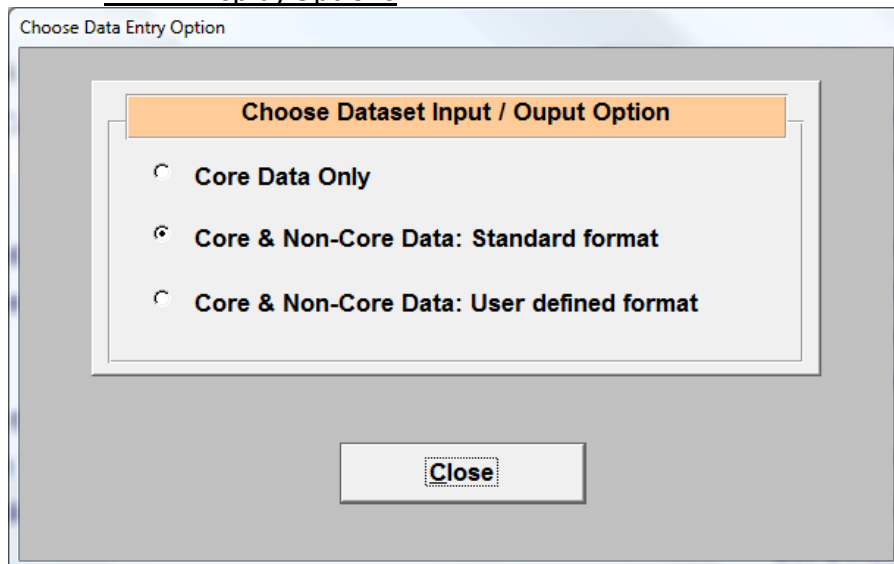 Choose Data Entry Option
Choose Dataset Input / Ouput Option
Core Data Only
Core & Non-Core Data: Standard format
Core & Non-Core Data: User defined format
Close